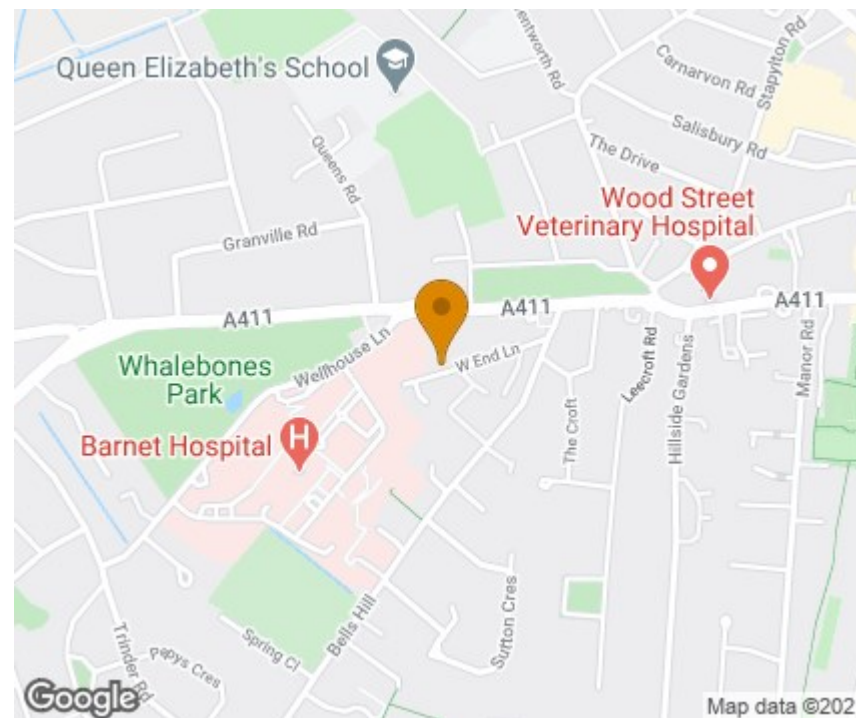 Queen Elizabeth's School
entworth Rd
Carnarvon Rd
Stapylton Rd
Salisbury Rd
The Drive
Queens Rd
Wood Street
Veterinary Hospital
Granville Rd
A411
A411
A411
Wellhouse Ln
W End Ln
Whalebones
Park
Leecroft Rd
Hillside Gardens
Manor Rd
The Croft
Barnet Hospital
H
Bells Hill
Sutton Cres
Spring Cl
Pepys Cres
Trinder Rd
Google
Map data ©202